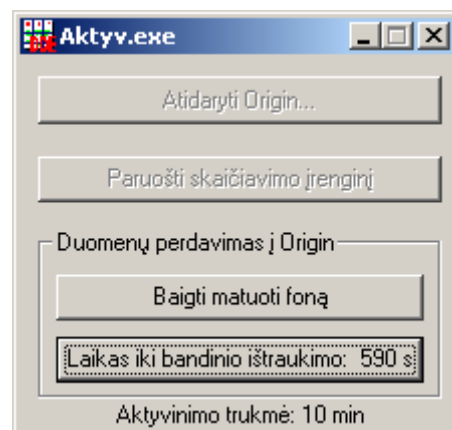 Aktyv.exe
Atidaryti Origin...
Paruošti skaičiavimo įrenginį
Duomenų perdavimas į Origin
Baigti matuoti foną
Laikas iki bandinio ištraukimo: 590 s
Aktyvinimo trukmė: 10 min